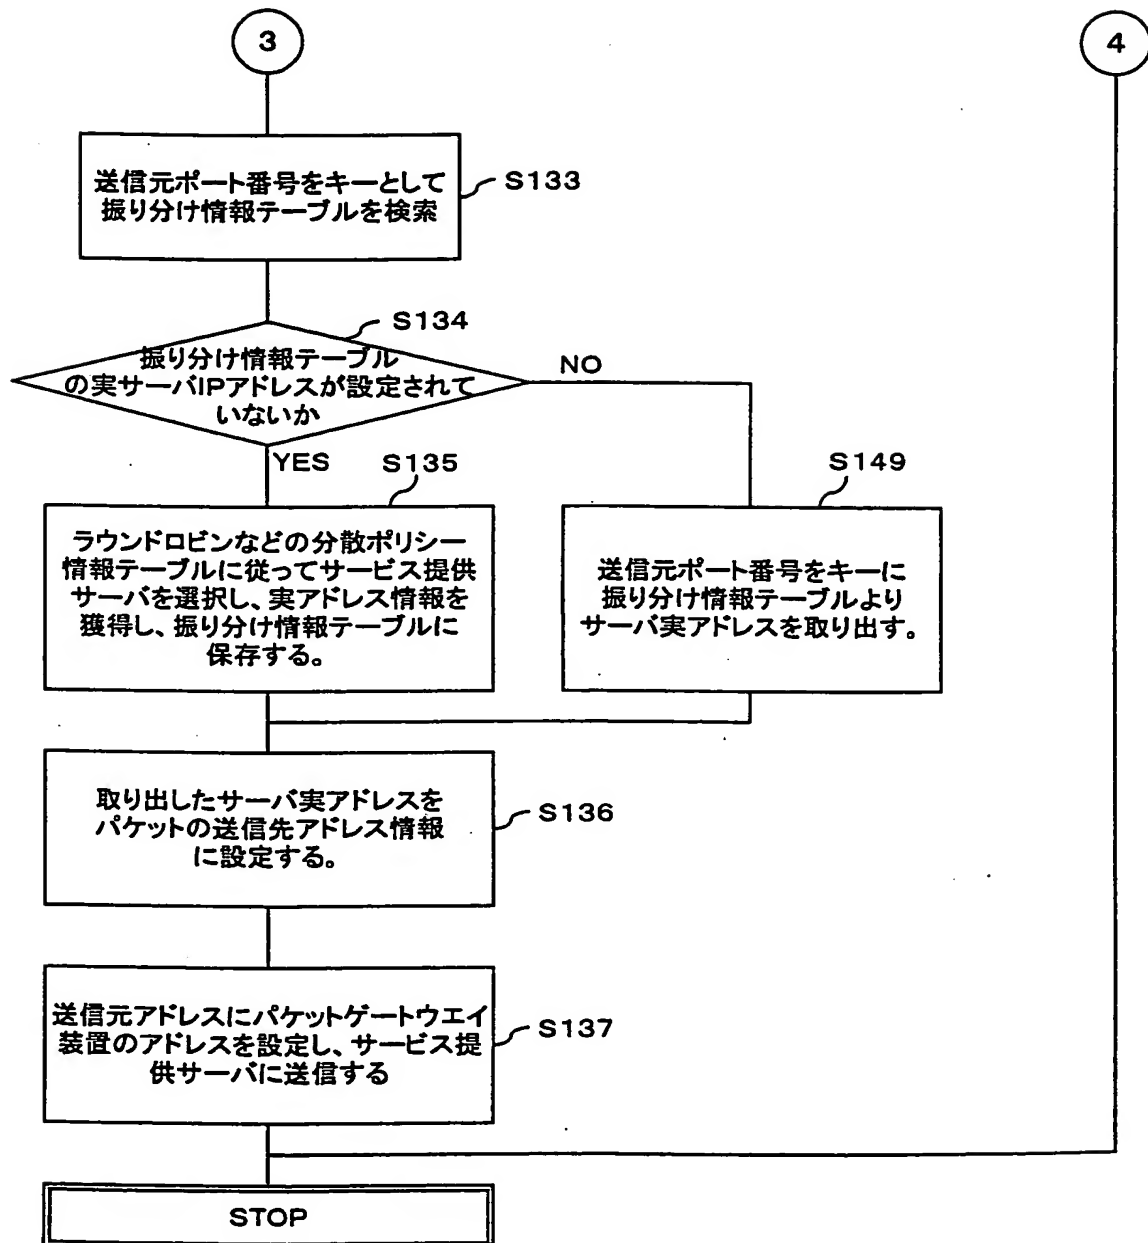 3
4
送信元ポート番号をキーとして
振り分け情報テーブルを検索
S133
S134
振り分け情報テーブル
の実サーバIPアドレスが設定されて
いないか
NO
YES
S135
S149
ラウンドロビンなどの分散ポリシー
情報テーブルに従ってサービス提供
サーバを選択し、実アドレス情報を
獲得し、振り分け情報テーブルに
保存する。
送信元ポート番号をキーに
振り分け情報テーブルより
サーバ実アドレスを取り出す。
取り出したサーバ実アドレスを
パケットの送信先アドレス情報
に設定する。
S136
送信元アドレスにパケットゲートウエイ
装置のアドレスを設定し、サービス提
供サーバに送信する
S137
STOP